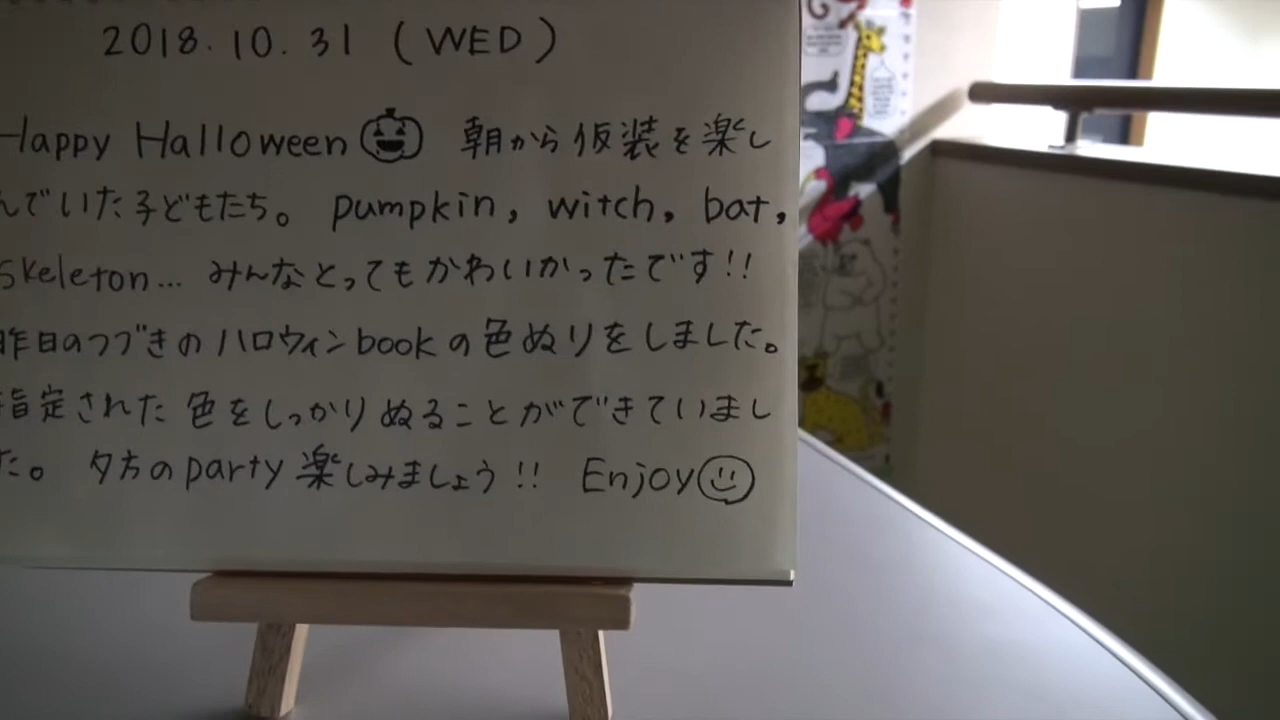 2018.10.31 (WED)
Happy Halloween 朝から仮装を楽し
んでいた子どもたち。 pumpkin, witch, bat,
skeleton... みんなとってもかわいかったです!!
昨日のつづきのハロウィンbookの色ぬりをしました。
指定された色をしっかりぬることができていまし
た。 夕方のparty楽しみましょう!! Enjoy